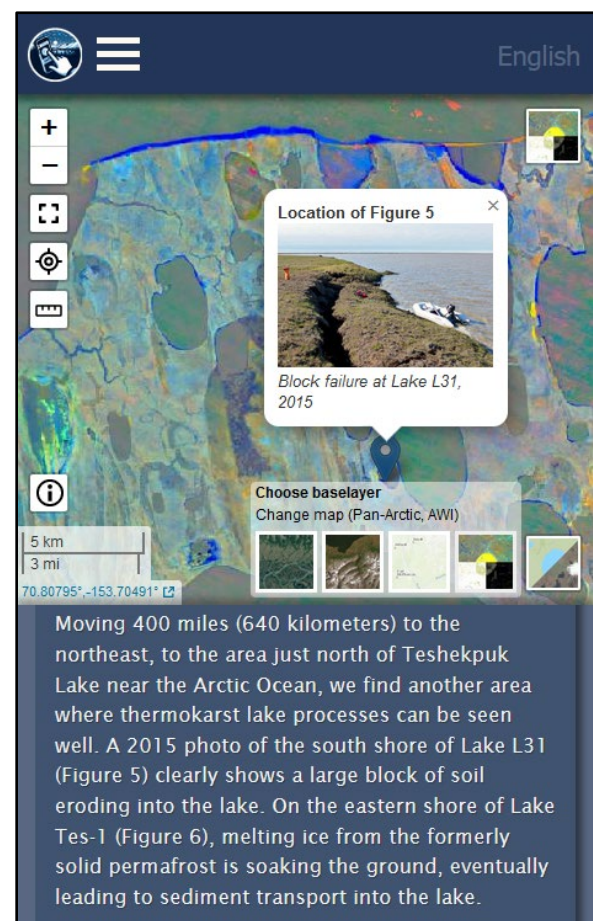 English
+
−
Location of Figure 5
×
Block failure at Lake L31,
2015
Choose baselayer
Change map (Pan-Arctic, AWI)
5 km
3 mi
70.80795°,-153.70491°
Moving 400 miles (640 kilometers) to the
northeast, to the area just north of Teshekpuk
Lake near the Arctic Ocean, we find another area
where thermokarst lake processes can be seen
well. A 2015 photo of the south shore of Lake L31
(Figure 5) clearly shows a large block of soil
eroding into the lake. On the eastern shore of Lake
Tes-1 (Figure 6), melting ice from the formerly
solid permafrost is soaking the ground, eventually
leading to sediment transport into the lake.